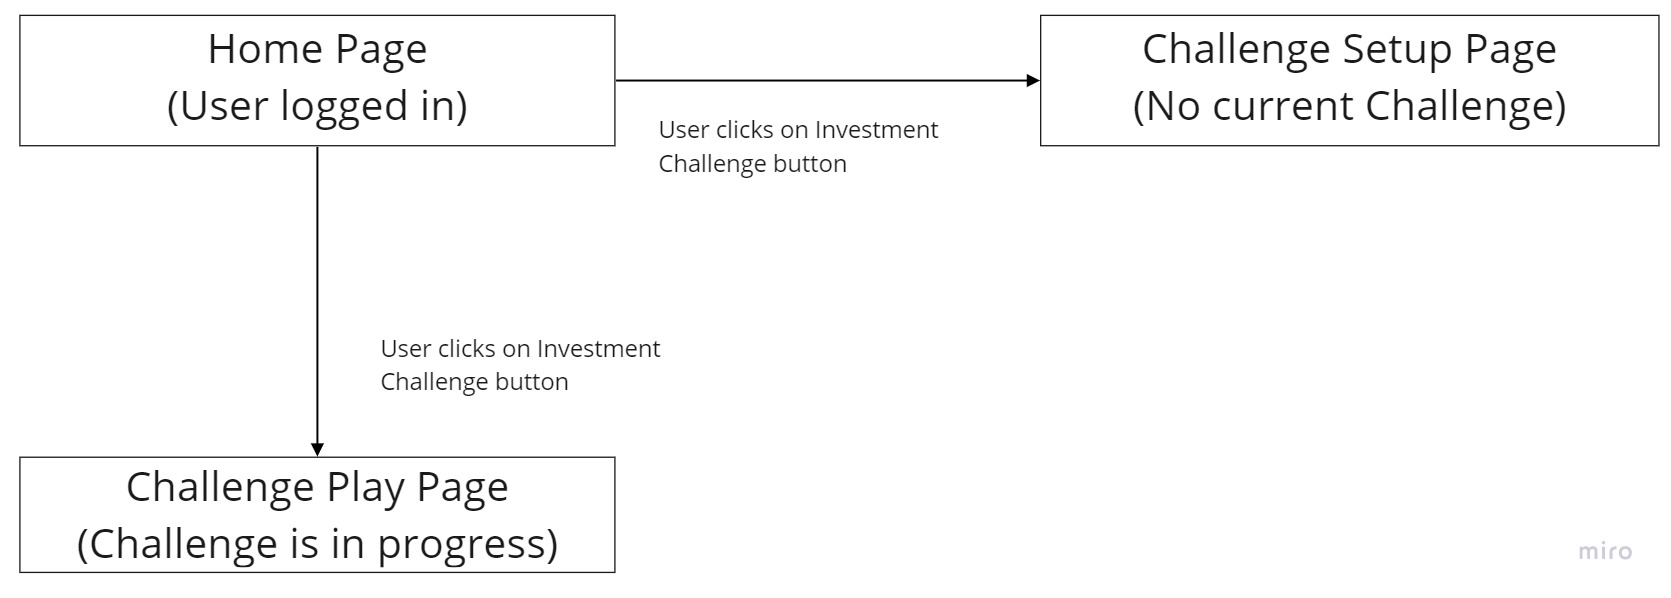 Home Page
(User logged in)
Challenge Setup Page
(No current Challenge)
User clicks on Investment
Challenge button
User clicks on Investment
Challenge button
Challenge Play Page
(Challenge is in progress)
miro